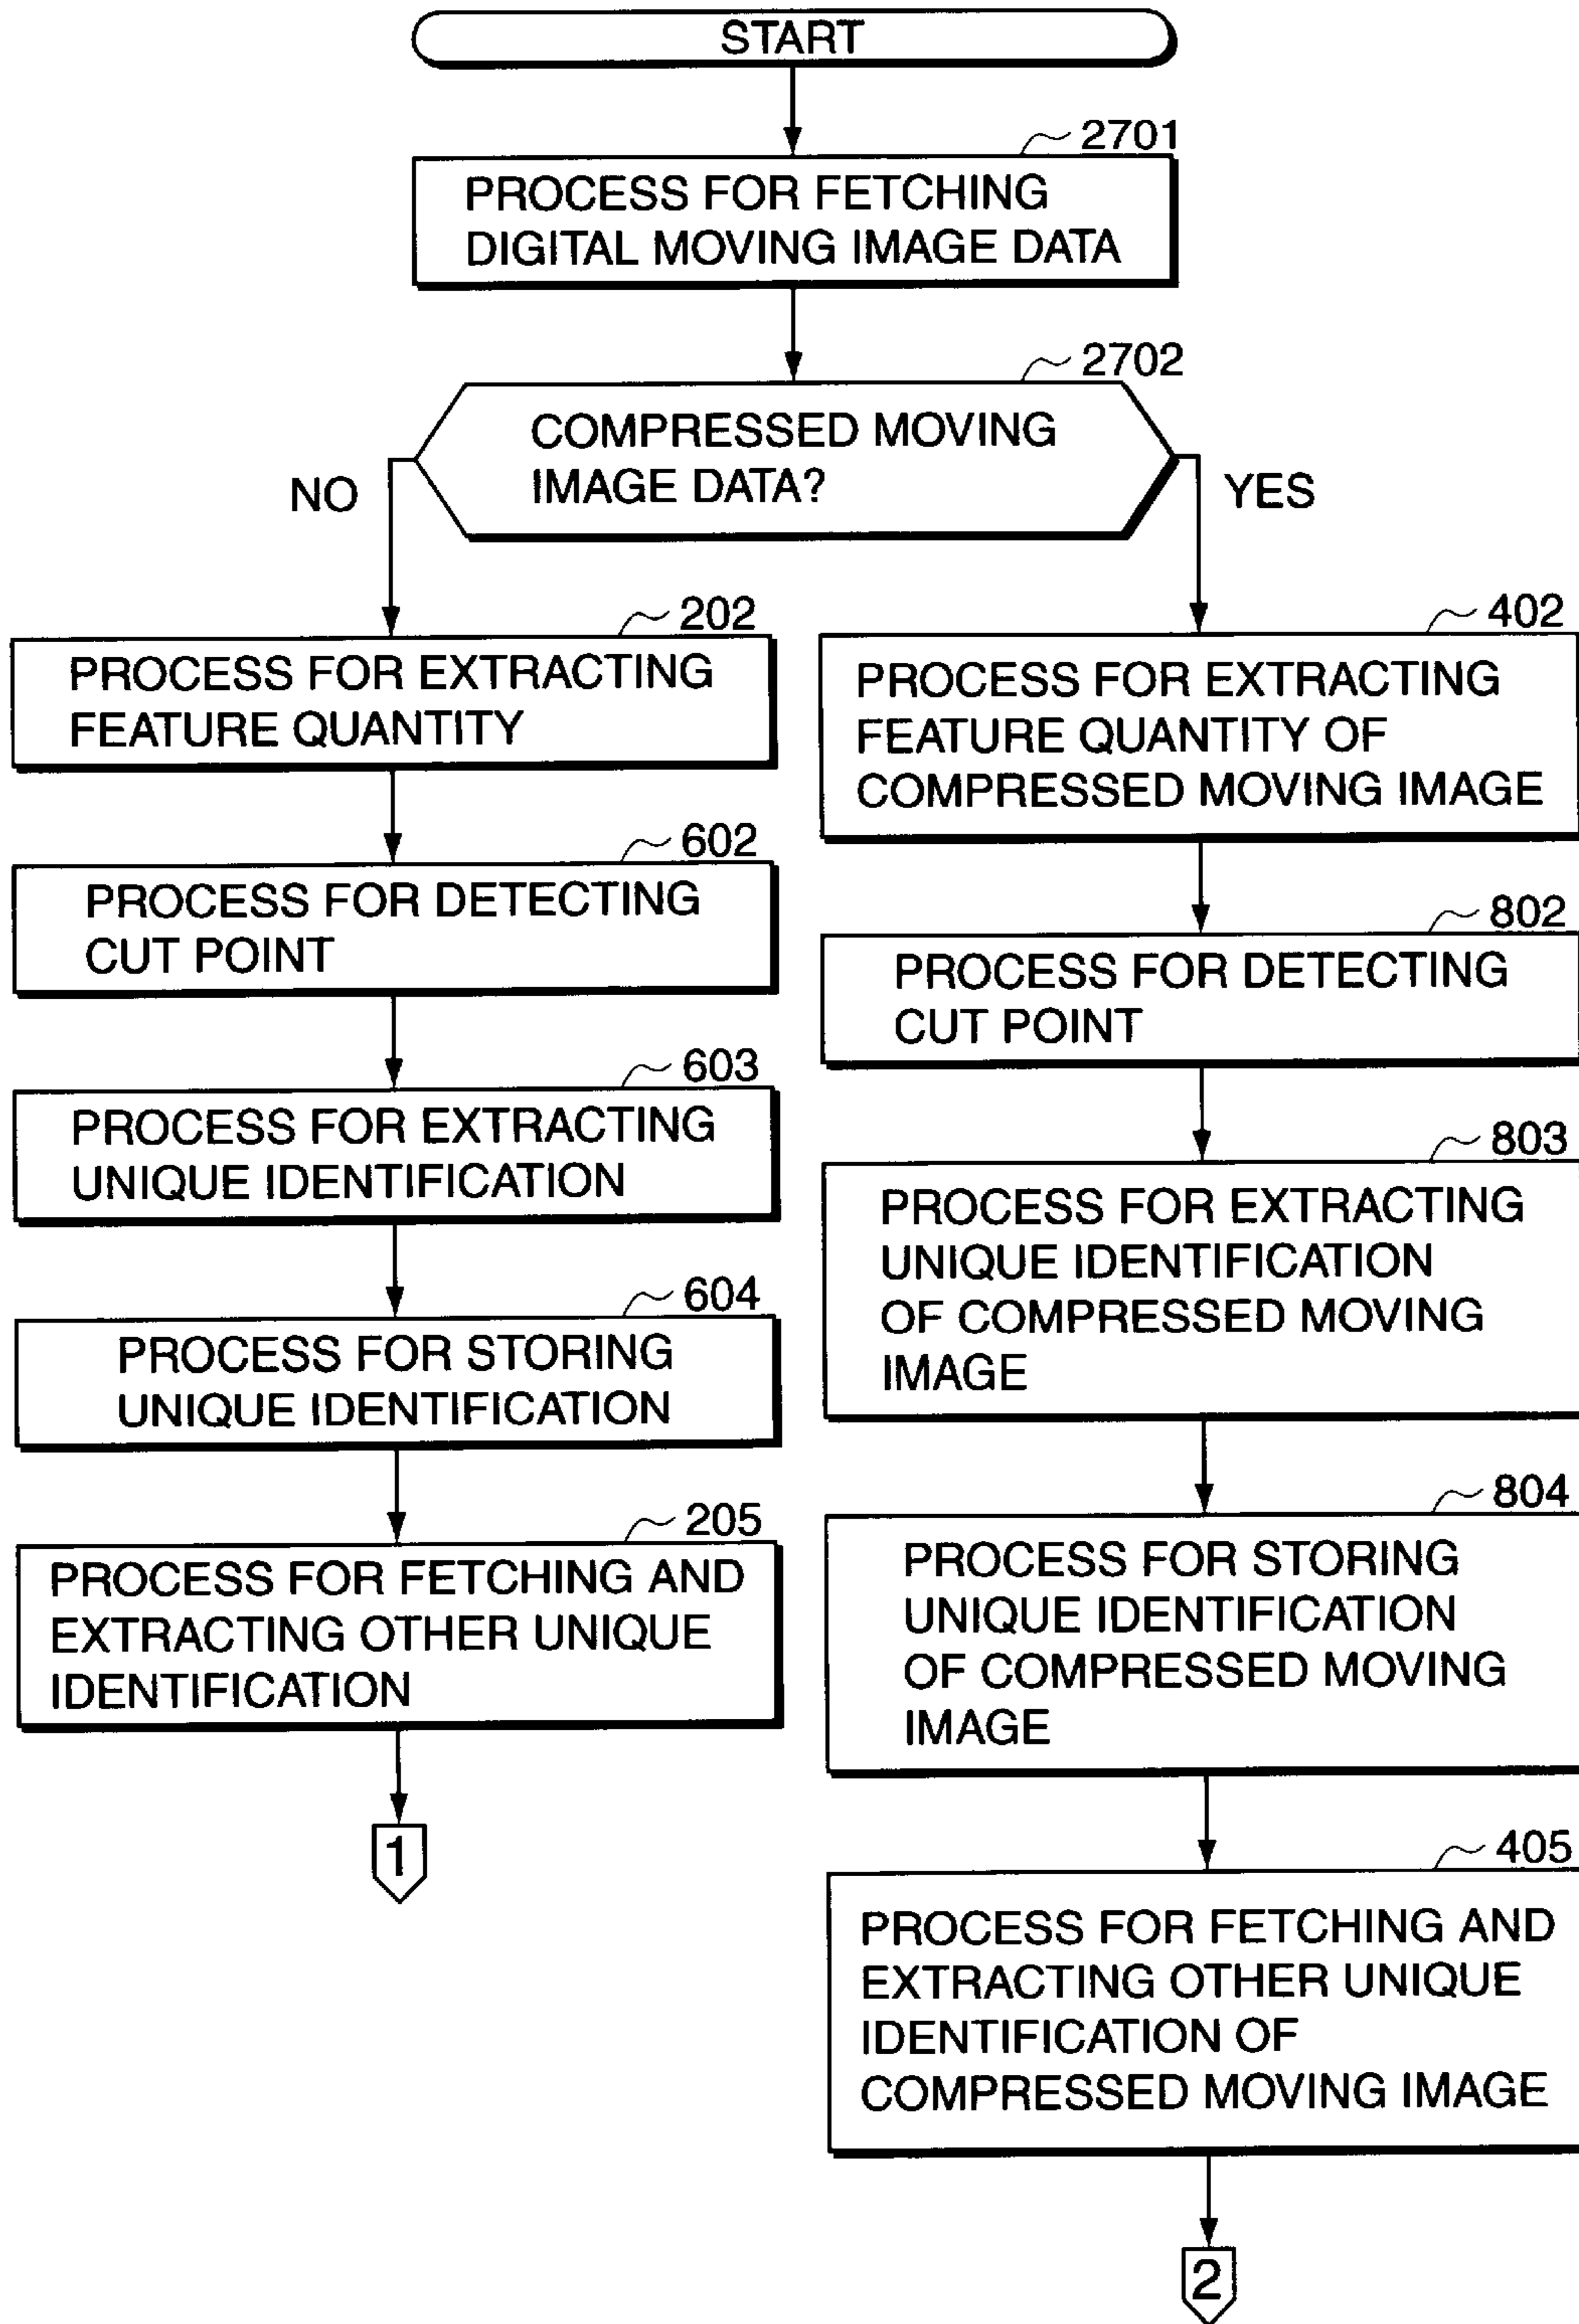 START
2701
PROCESS FOR FETCHING
DIGITAL MOVING IMAGE DATA
2702
COMPRESSED MOVING
IMAGE DATA?
NO
YES
202
PROCESS FOR EXTRACTING
FEATURE QUANTITY
602
PROCESS FOR DETECTING
CUT POINT
603
PROCESS FOR EXTRACTING
UNIQUE IDENTIFICATION
604
PROCESS FOR STORING
UNIQUE IDENTIFICATION
205
PROCESS FOR FETCHING AND
EXTRACTING OTHER UNIQUE
IDENTIFICATION
1
402
PROCESS FOR EXTRACTING
FEATURE QUANTITY OF
COMPRESSED MOVING IMAGE
802
PROCESS FOR DETECTING
CUT POINT
803
PROCESS FOR EXTRACTING
UNIQUE IDENTIFICATION
OF COMPRESSED MOVING
IMAGE
804
PROCESS FOR STORING
UNIQUE IDENTIFICATION
OF COMPRESSED MOVING
IMAGE
405
PROCESS FOR FETCHING AND
EXTRACTING OTHER UNIQUE
IDENTIFICATION OF
COMPRESSED MOVING IMAGE
2